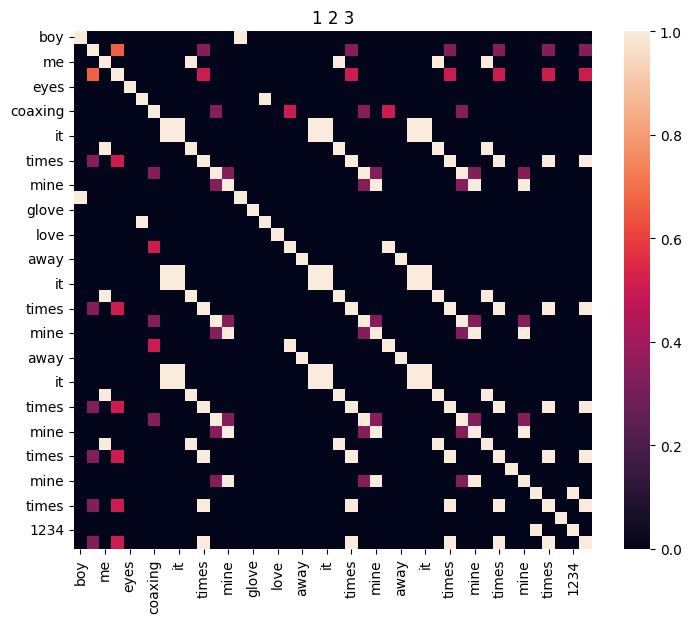 1 2 3
boy
me
eyes
coaxing
it
times
mine
glove
love
away
it
times
mine
away
it
times
mine
times
mine
times
1234
boy
me
eyes
coaxing
it
times
mine
glove
love
away
it
times
mine
away
it
times
mine
times
mine
times
1234
1.0
0.8
0.6
0.4
0.2
0.0